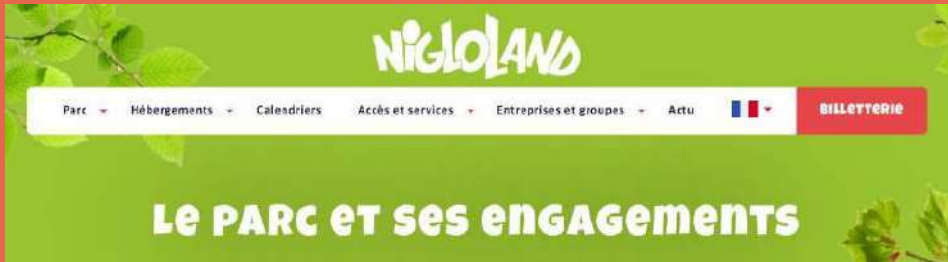 NIGLOLAND
Parc Hébergements Calendriers Accès et services Entreprises et groupes Actu BILLETTERIE
Le PARC eT ses enGAGemenTs